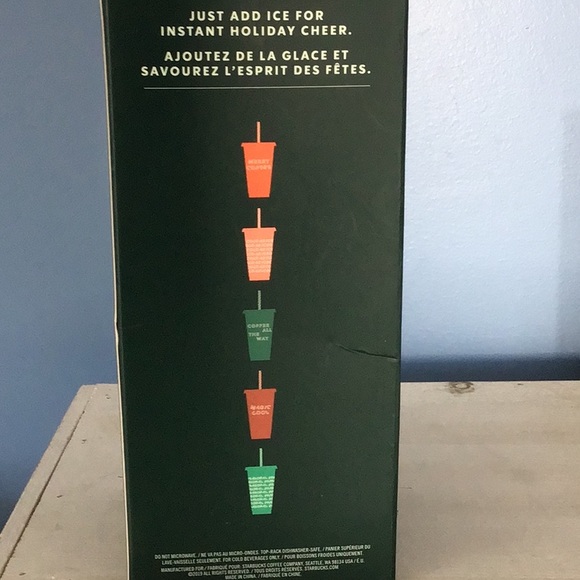 JUST ADD ICE FOR
INSTANT HOLIDAY CHEER.
AJOUTEZ DE LA GLACE ET
SAVOUREZ L'ESPRIT DES FÊTES.
COFFEE
ALL
THE
WAY
DO NOT MICROWAVE. / NE VA PAS AU MICRO-ONDES. TOP-RACK DISHWASHER-SAFE. / PANIER SUPÉRIEUR DU
LAVE-VAISSELLE SEULEMENT. FOR COLD BEVERAGES ONLY. / POUR BOISSONS FROIDES UNIQUEMENT.
MANUFACTURED FOR / FABRIQUÉ POUR: STARBUCKS COFFEE COMPANY, SEATTLE, WA 98134 USA / É.U.
©2019 ALL RIGHTS RESERVED. / TOUS DROITS RÉSERVÉS. STARBUCKS.COM
MADE IN CHINA. / FABRIQUÉ EN CHINE.